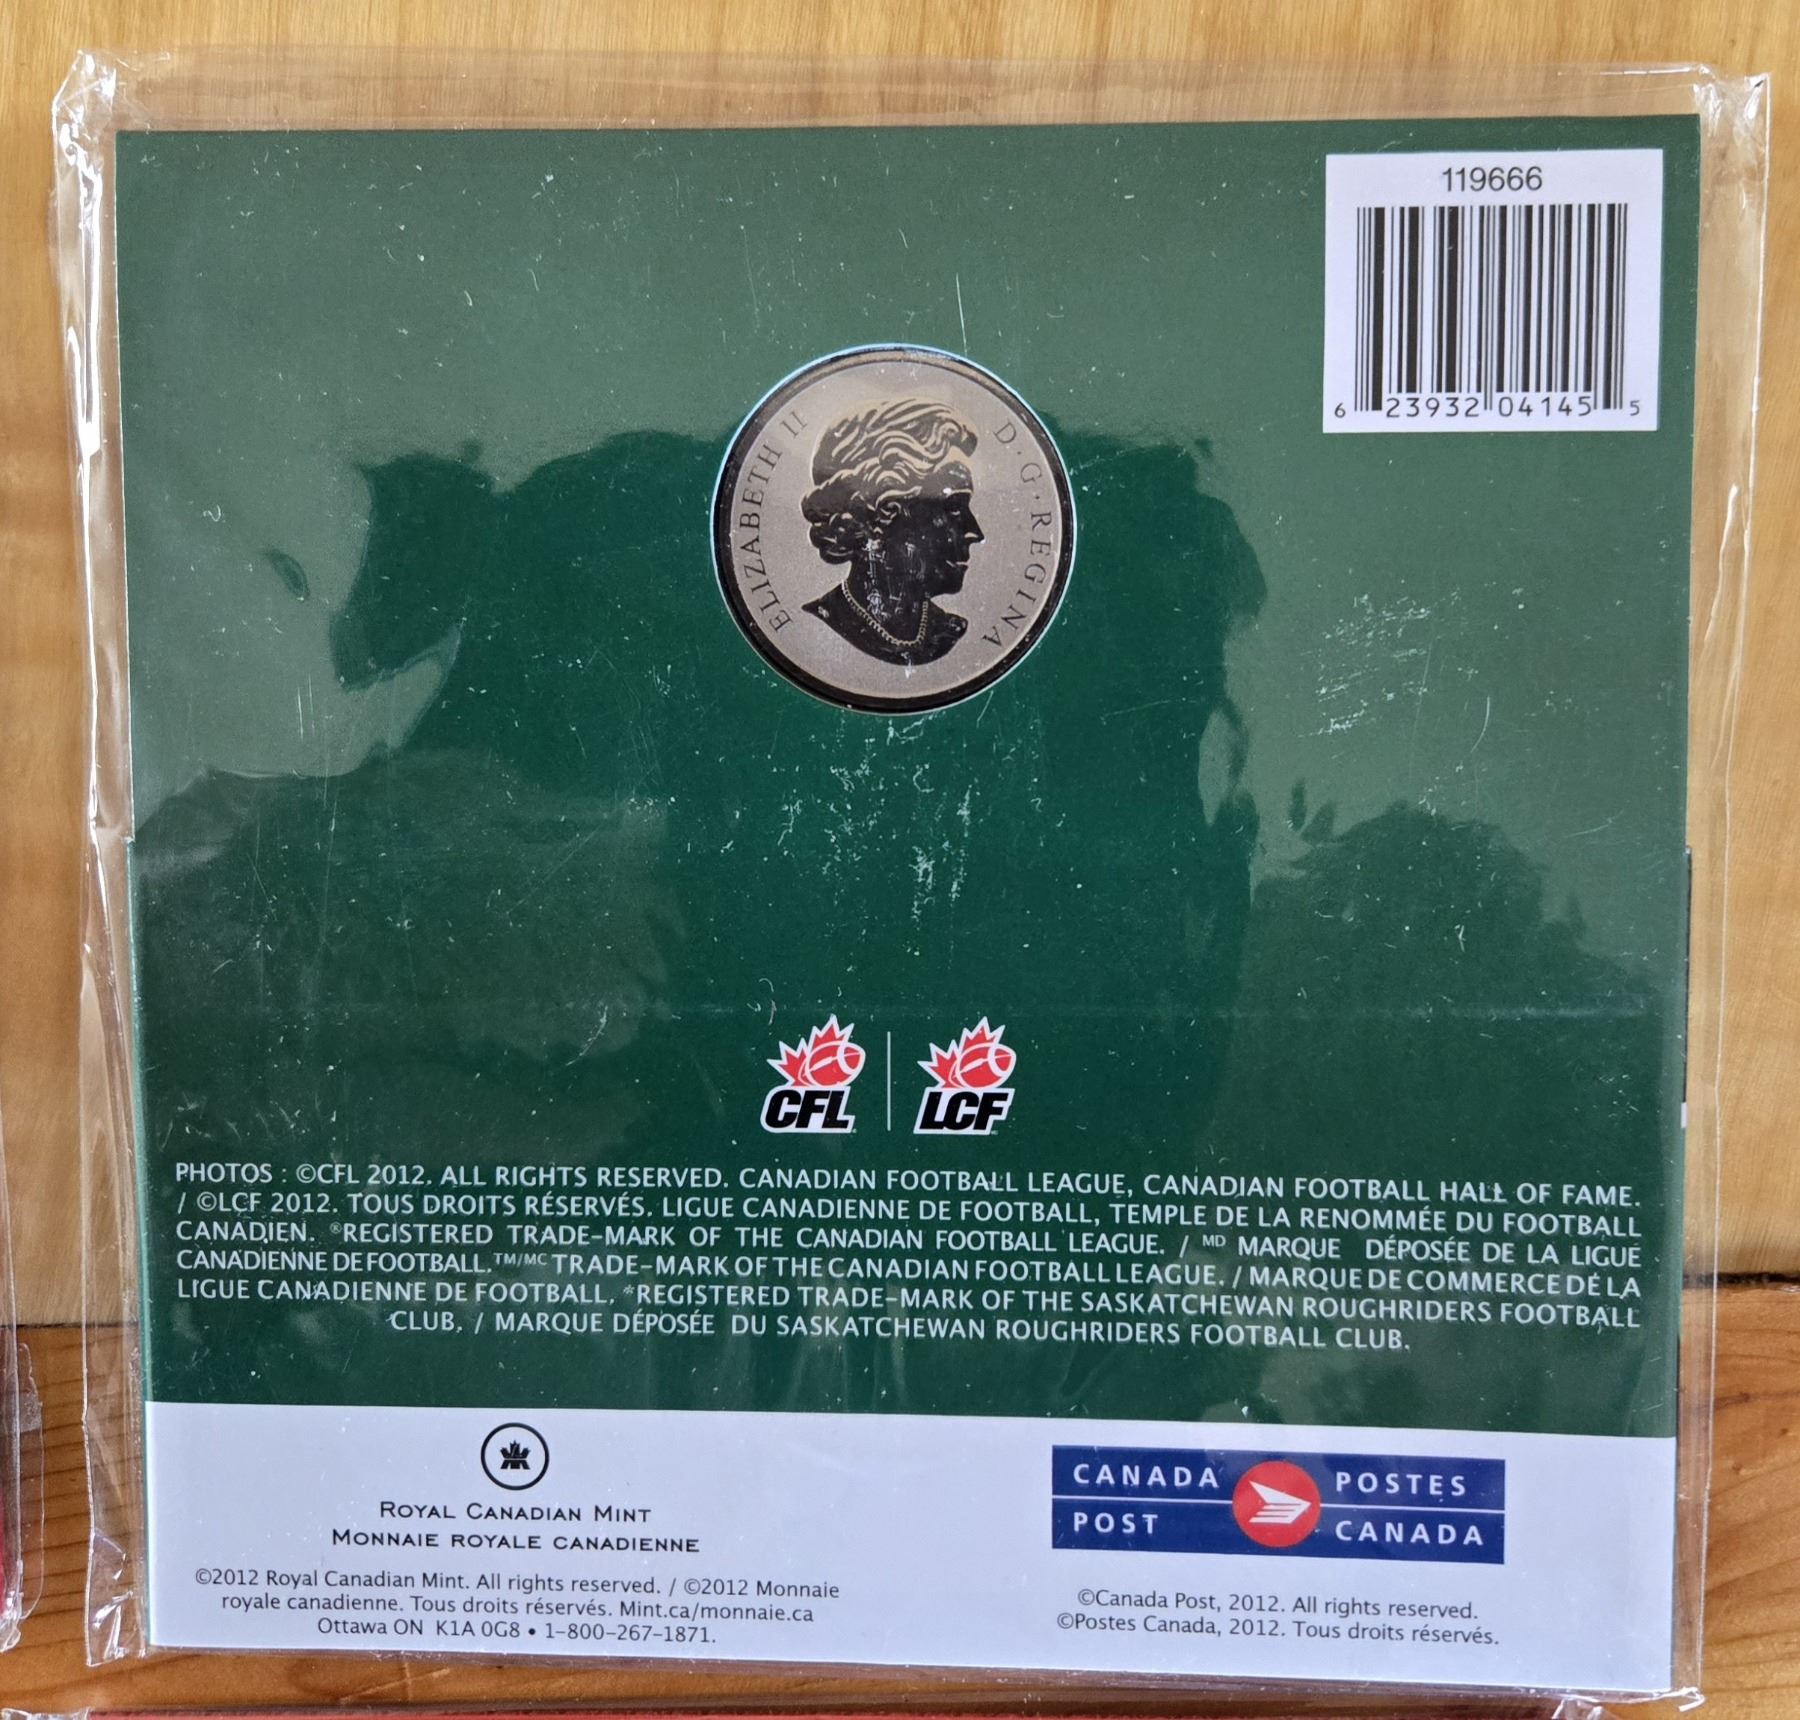 119666
6 23932 04145 5
ELIZABETH II D·G·REGINA
CFL LCF
PHOTOS : ©CFL 2012. ALL RIGHTS RESERVED. CANADIAN FOOTBALL LEAGUE, CANADIAN FOOTBALL HALL OF FAME.
/ ©LCF 2012. TOUS DROITS RÉSERVÉS. LIGUE CANADIENNE DE FOOTBALL, TEMPLE DE LA RENOMMÉE DU FOOTBALL
CANADIEN. ®REGISTERED TRADE-MARK OF THE CANADIAN FOOTBALL LEAGUE. / MD MARQUE DÉPOSÉE DE LA LIGUE
CANADIENNE DE FOOTBALL. TM/MC TRADE-MARK OF THE CANADIAN FOOTBALL LEAGUE. / MARQUE DE COMMERCE DE LA
LIGUE CANADIENNE DE FOOTBALL. *REGISTERED TRADE-MARK OF THE SASKATCHEWAN ROUGHRIDERS FOOTBALL
CLUB. / MARQUE DÉPOSÉE DU SASKATCHEWAN ROUGHRIDERS FOOTBALL CLUB.
ROYAL CANADIAN MINT
MONNAIE ROYALE CANADIENNE
©2012 Royal Canadian Mint. All rights reserved. / ©2012 Monnaie
royale canadienne. Tous droits réservés. Mint.ca/monnaie.ca
Ottawa ON K1A 0G8 • 1-800-267-1871.
CANADA POSTES
POST CANADA
©Canada Post, 2012. All rights reserved.
©Postes Canada, 2012. Tous droits réservés.